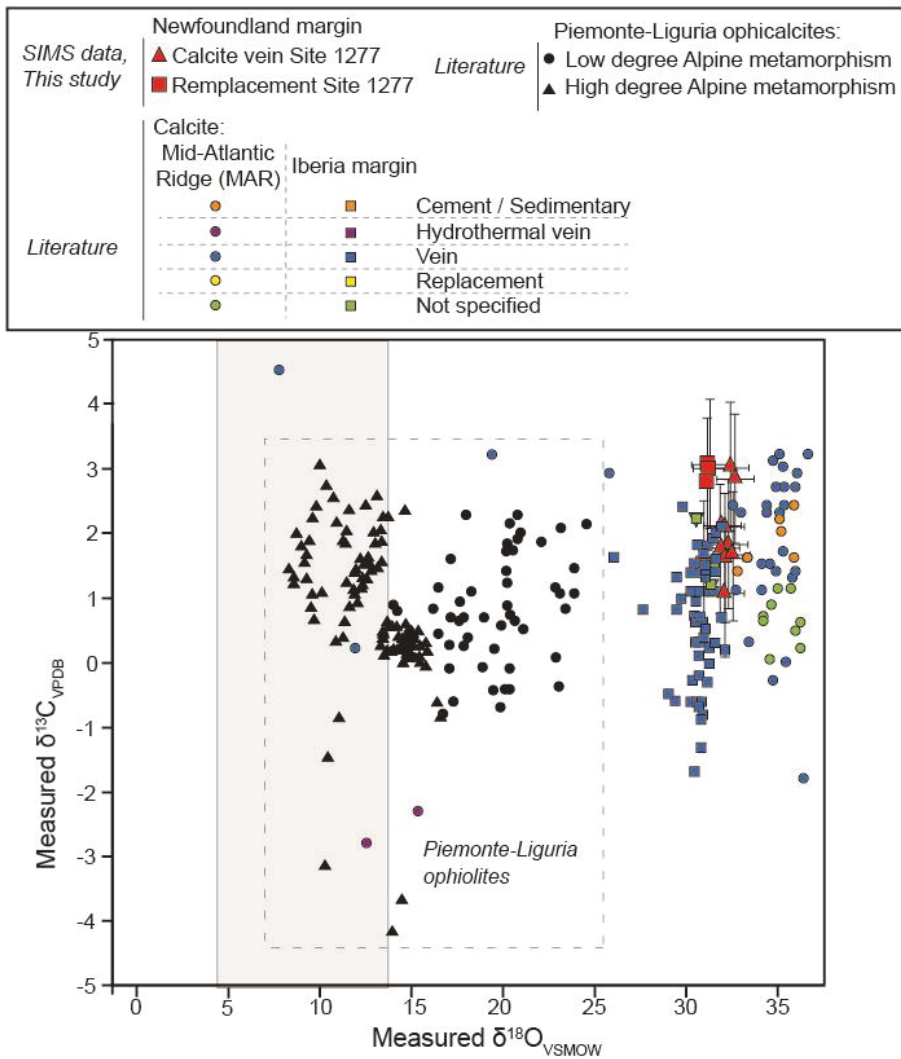 Newfoundland margin
SIMS data,
This study
Calcite vein Site 1277
Remplacement Site 1277
Piemonte-Liguria ophicalcites:
Literature
Low degree Alpine metamorphism
High degree Alpine metamorphism
Calcite:
Mid-Atlantic
Ridge (MAR)
Iberia margin
Literature
Cement / Sedimentary
Hydrothermal vein
Vein
Replacement
Not specified
5
4
3
2
1
0
-1
-2
-3
-4
-5
Measured δ¹³C_VPDB
Piemonte-Liguria
ophiolites
0 5 10 15 20 25 30 35
Measured δ¹⁸O_VSMOW